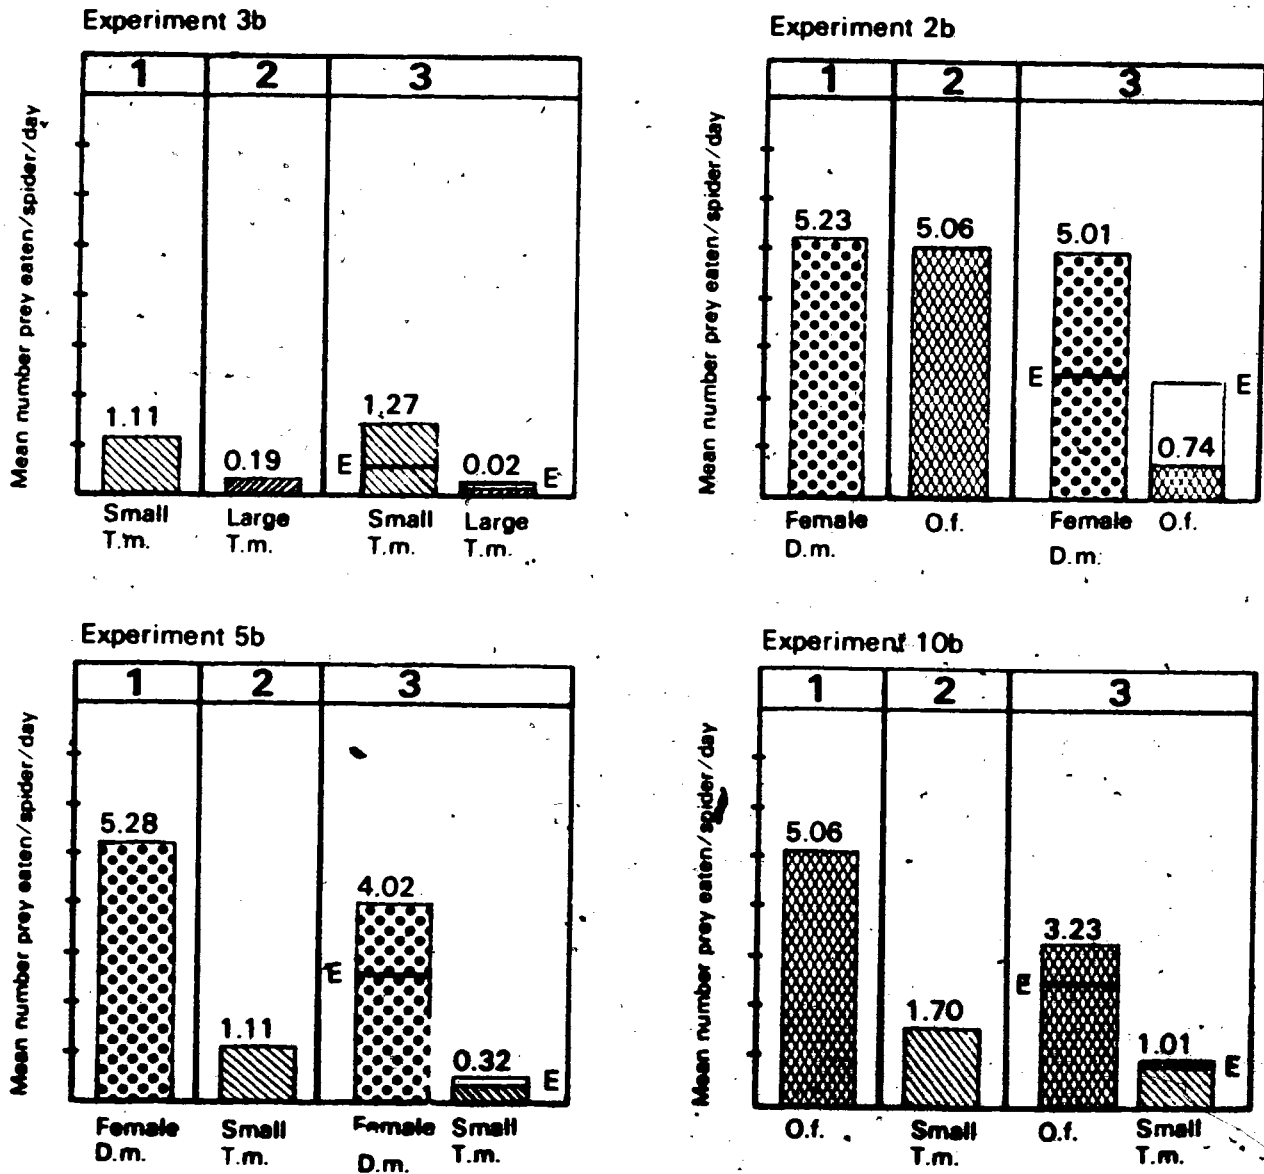 Experiment 3b
1 2 3
Mean number prey eaten/spider/day
1.11
0.19
1.27
0.02
E
E
Small
T.m.
Large
T.m.
Small
T.m.
Large
T.m.
Experiment 2b
1 2 3
Mean number prey eaten/spider/day
5.23
5.06
5.01
0.74
E
E
Female
D.m.
O.f.
Female
D.m.
O.f.
Experiment 5b
1 2 3
Mean number prey eaten/spider/day
5.28
1.11
4.02
0.32
E
E
Female
D.m.
Small
T.m.
Female
D.m.
Small
T.m.
Experiment 10b
1 2 3
Mean number prey eaten/spider/day
5.06
1.70
3.23
1.01
E
E
O.f.
Small
T.m.
O.f.
Small
T.m.